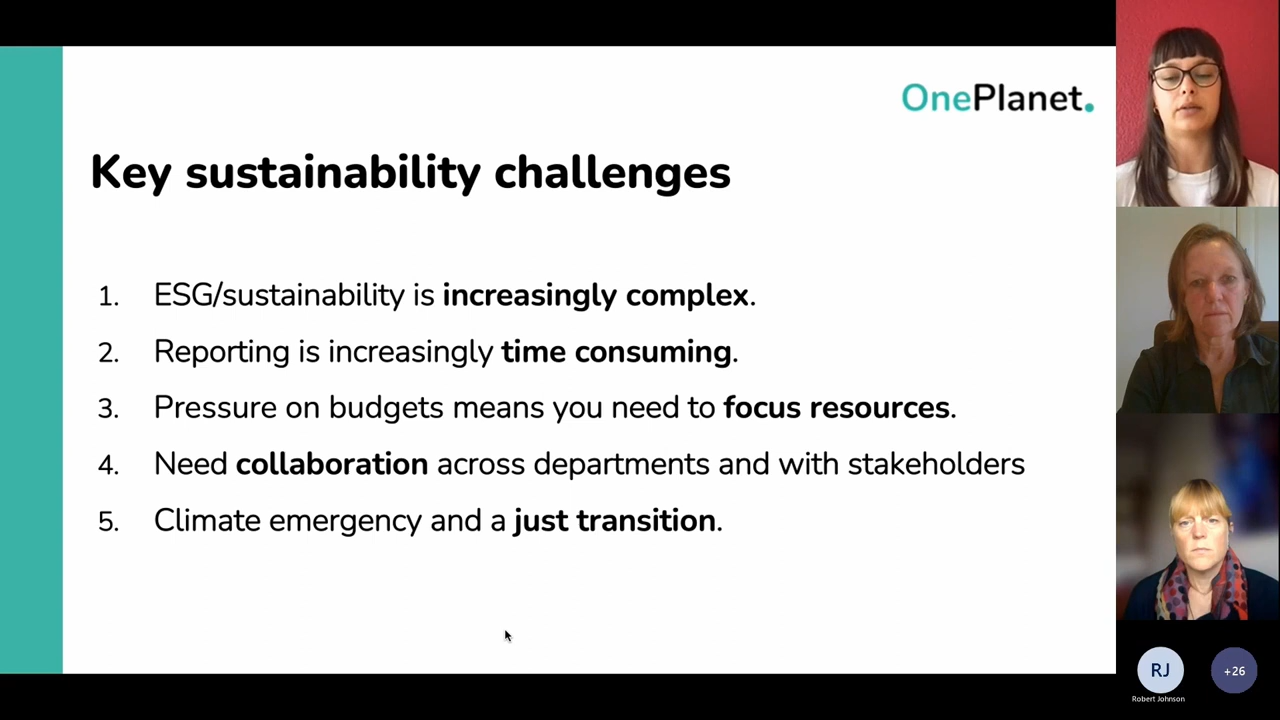 OnePlanet.
Key sustainability challenges
1. ESG/sustainability is increasingly complex.
2. Reporting is increasingly time consuming.
3. Pressure on budgets means you need to focus resources.
4. Need collaboration across departments and with stakeholders
5. Climate emergency and a just transition.
RJ
+26
Robert Johnson